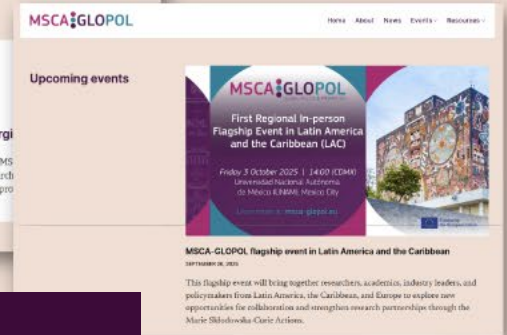 MSCA GLOPOL
Home About News Events Resources
Upcoming events
MSCA GLOPOL
First Regional In-person
Flagship Event in Latin America
and the Caribbean (LAC)
Friday 3 October 2025 | 14:00 (CDMX)
Universidad Nacional Autónoma
de México (UNAM), Mexico City
msca-glopol.eu
MSCA-GLOPOL flagship event in Latin America and the Caribbean
This flagship event will bring together researchers, academics, industry leaders, and
policymakers from Latin America, the Caribbean, and Europe to explore new
opportunities for collaboration and strengthen research partnerships through the
Marie Skłodowska-Curie Actions.